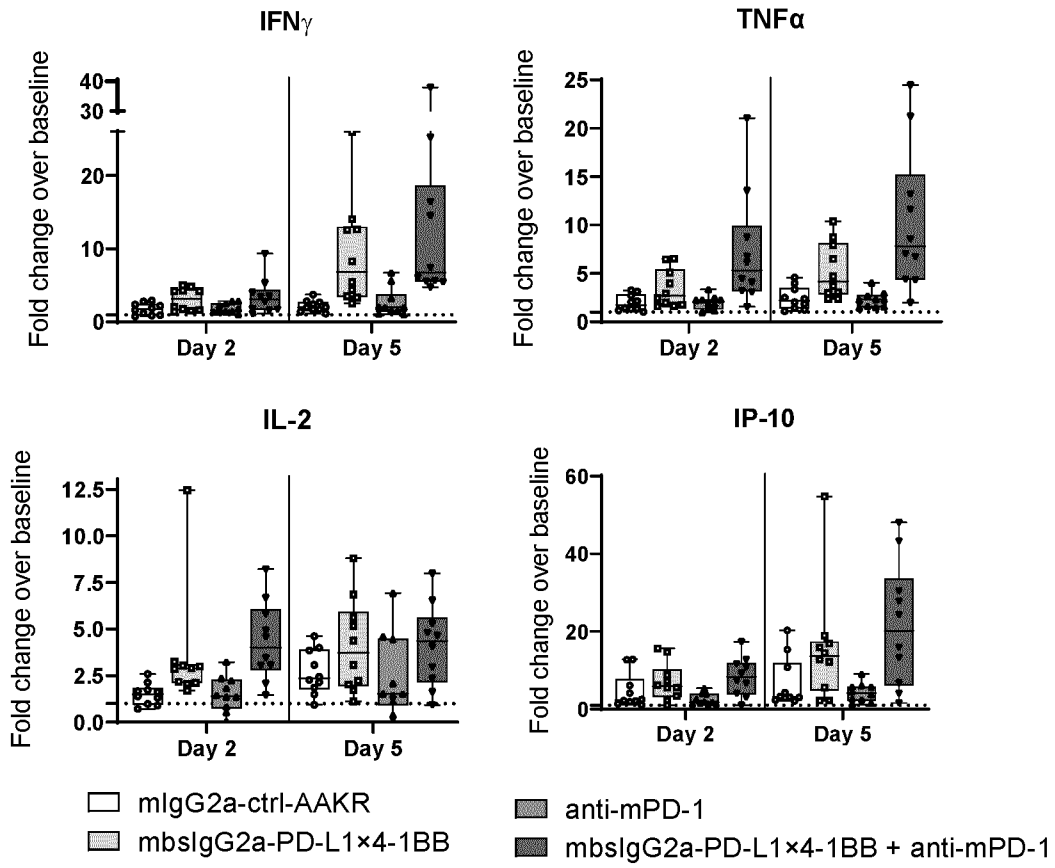 IFNγ
Fold change over baseline
40
30
20
10
0
Day 2
Day 5
TNFα
Fold change over baseline
25
20
15
10
5
0
Day 2
Day 5
IL-2
Fold change over baseline
12.5
10.0
7.5
5.0
2.5
0.0
Day 2
Day 5
IP-10
Fold change over baseline
60
40
20
0
Day 2
Day 5
mIgG2a-ctrl-AAKR
mbsIgG2a-PD-L1×4-1BB
anti-mPD-1
mbsIgG2a-PD-L1×4-1BB + anti-mPD-1